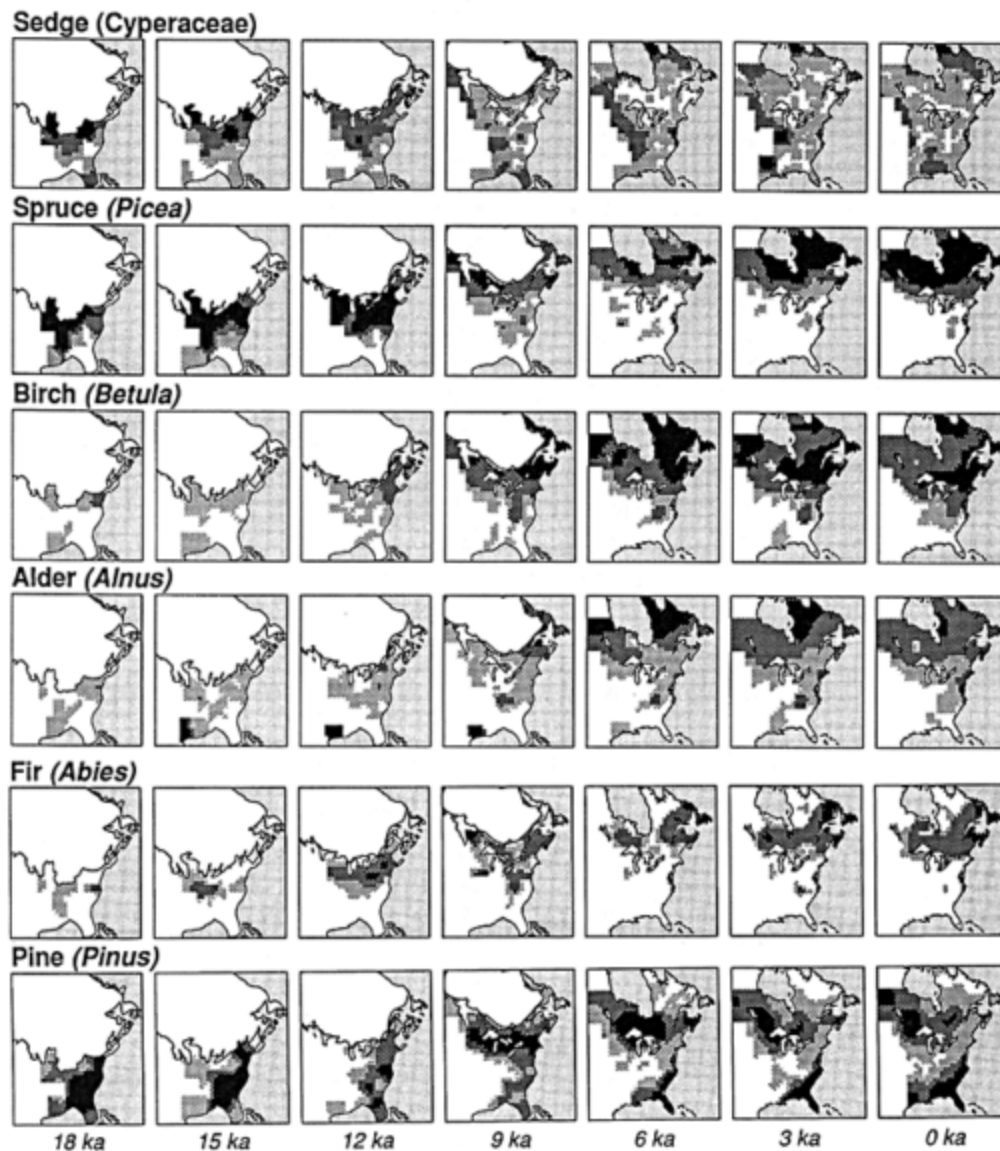 Sedge (Cyperaceae)
Spruce (Picea)
Birch (Betula)
Alder (Alnus)
Fir (Abies)
Pine (Pinus)
18 ka 15 ka 12 ka 9 ka 6 ka 3 ka 0 ka